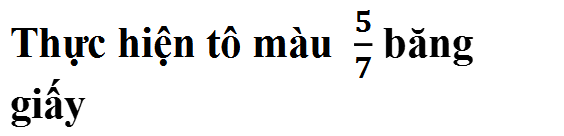 Thực hiện tô màu 5/7 băng
giấy